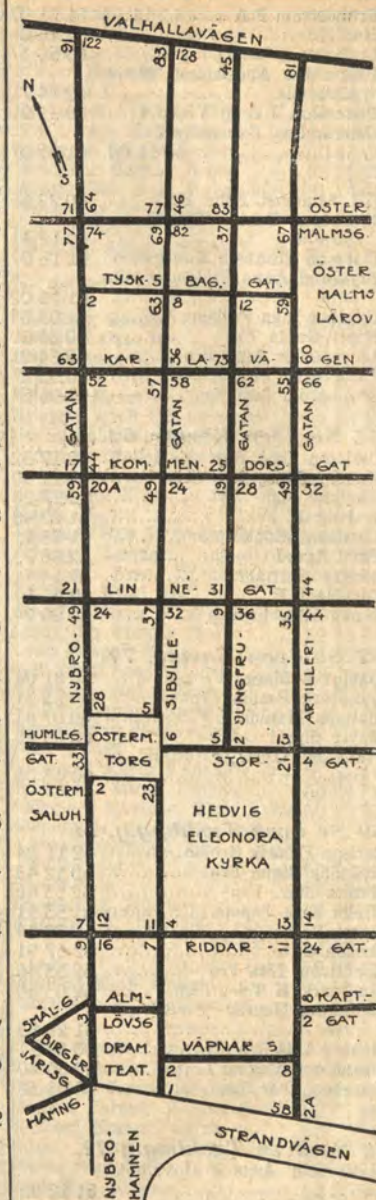 VALHALLAVÄGEN
91 122 83 128 45 81
N
S
71 64 77 46 83 ÖSTER
77 74 69 82 37 67 MALMSG.
TYSK- 5 BAG. GAT.
ÖSTER
MALMS
LÄROV
2 63 8 12 59
63 KAR- 36 LA- 73 VÄ- 60 GEN
52 57 58 62 55 66
GATAN GATAN GATAN GATAN
17 44 KOM- MEN- 25 DÖRS GAT
59 20A 49 24 19 28 49 32
21 LIN NÉ- 31 GAT 44
49 24 37 32 9 36 35 44
NYBRO- SIBYLLE- JUNGFRU- ARTILLERI-
28 5
HUMLEG. ÖSTERM. 6 5 2 13
GAT. 33 TORG STOR- 21 4 GAT.
ÖSTERM. 2 23
SALUH.
HEDVIG
ELEONORA
KYRKA
7 12 11 4 13 14
9 16 7 RIDDAR -11 24 GAT.
SMÅL-G 3 ALM- 8 KAPT.-
BIRGER LÖVSG 2 GAT
JARLSG. DRAM. VÄPNAR 5
TEAT. 2 8
HAMNG. 1 5B 2A
STRANDVÄGEN
NYBRO-
HAMNEN